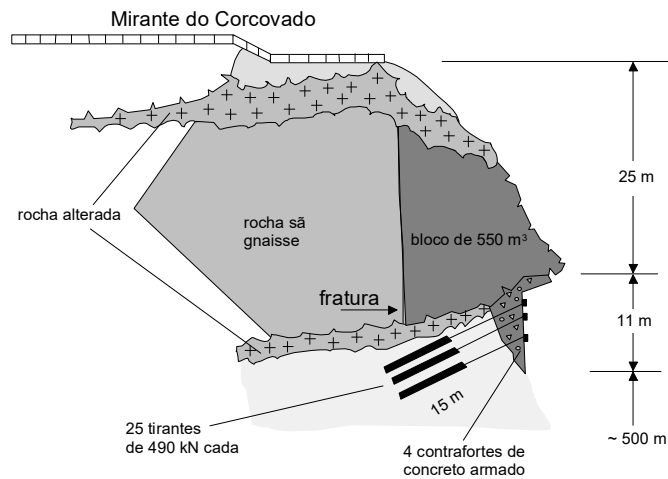 Mirante do Corcovado
25 m
rocha alterada
rocha sã
gnaisse
bloco de 550 m³
fratura
11 m
15 m
25 tirantes
de 490 kN cada
4 contrafortes de
concreto armado
~ 500 m